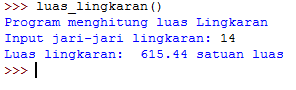 >>> luas_lingkaran()
Program menghitung luas Lingkaran
Input jari-jari lingkaran: 14
Luas lingkaran:  615.44 satuan luas
>>>